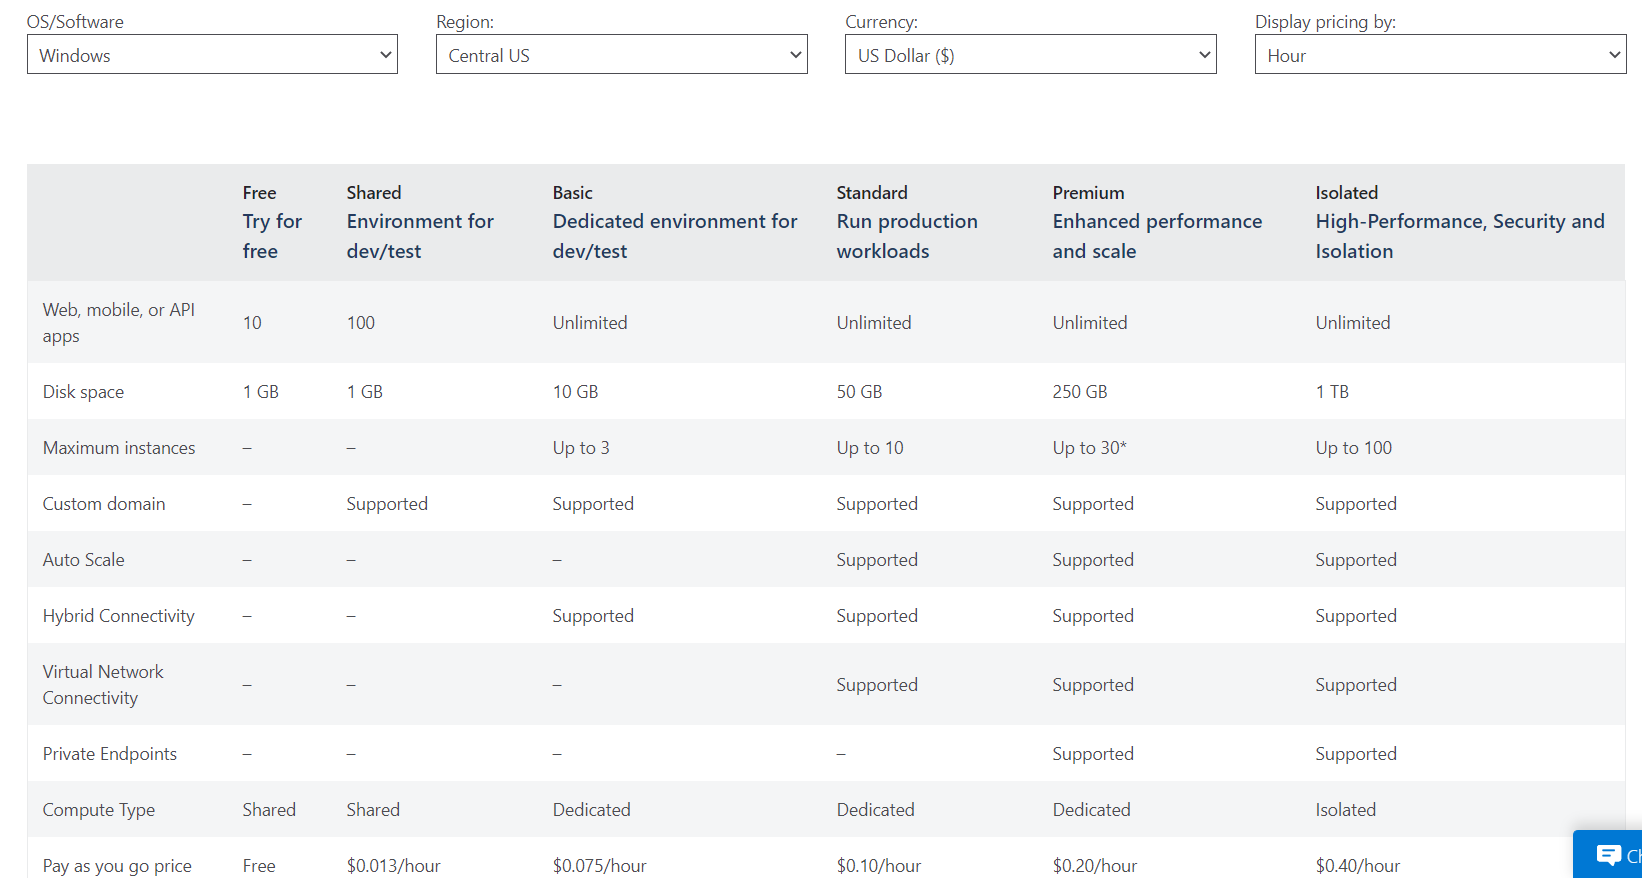 OS/Software Region: Currency: Display pricing by:
Windows Central US US Dollar ($) Hour
Free Shared Basic Standard Premium Isolated
Try for Environment for Dedicated environment for Run production Enhanced performance High-Performance, Security and
free dev/test dev/test workloads and scale Isolation
Web, mobile, or API
apps 10 100 Unlimited Unlimited Unlimited Unlimited
Disk space 1 GB 1 GB 10 GB 50 GB 250 GB 1 TB
Maximum instances – – Up to 3 Up to 10 Up to 30* Up to 100
Custom domain – Supported Supported Supported Supported Supported
Auto Scale – – – Supported Supported Supported
Hybrid Connectivity – – Supported Supported Supported Supported
Virtual Network
Connectivity – – – Supported Supported Supported
Private Endpoints – – – – Supported Supported
Compute Type Shared Shared Dedicated Dedicated Dedicated Isolated
Pay as you go price Free $0.013/hour $0.075/hour $0.10/hour $0.20/hour $0.40/hour